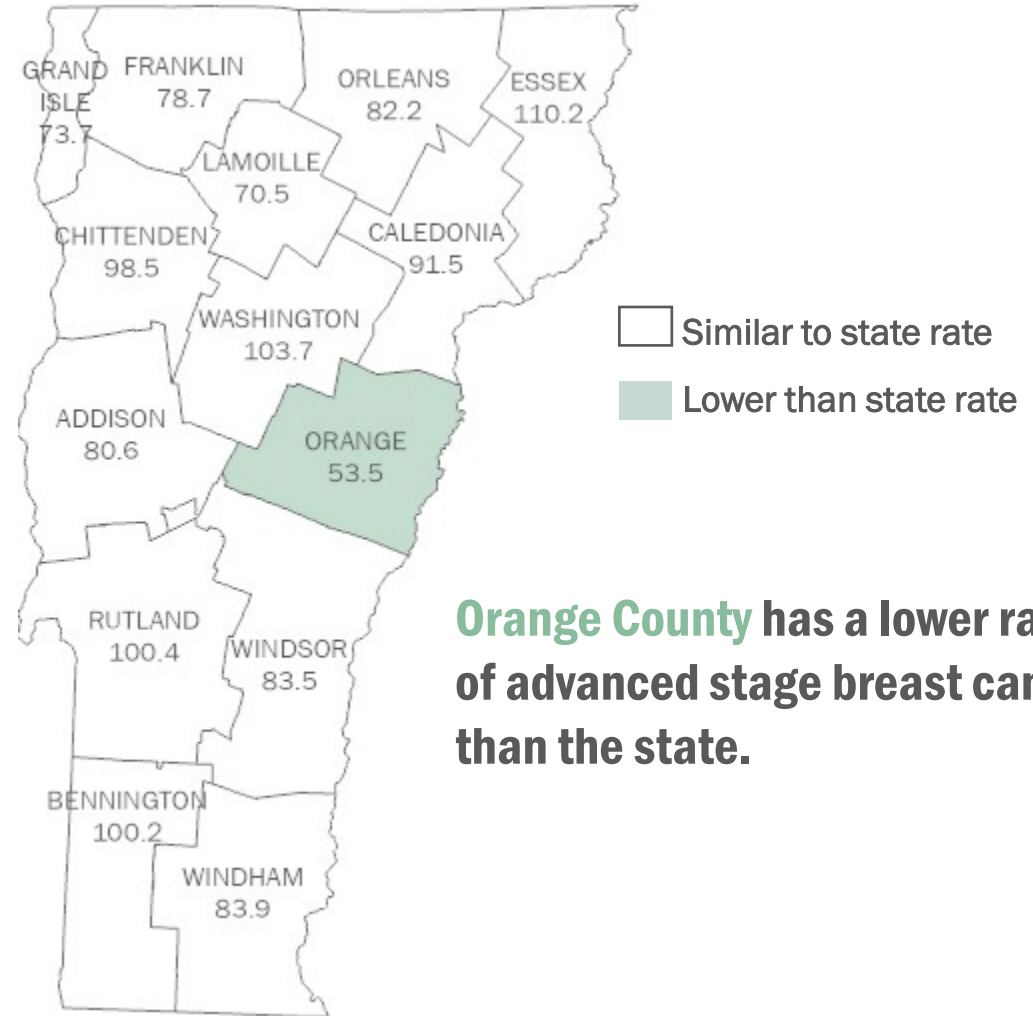 GRAND
ISLE
73.7
FRANKLIN
78.7
ORLEANS
82.2
ESSEX
110.2
LAMOILLE
70.5
CHITTENDEN
98.5
CALEDONIA
91.5
WASHINGTON
103.7
Similar to state rate
Lower than state rate
ADDISON
80.6
ORANGE
53.5
RUTLAND
100.4
WINDSOR
83.5
Orange County has a lower ra
of advanced stage breast can
than the state.
BENNINGTON
100.2
WINDHAM
83.9